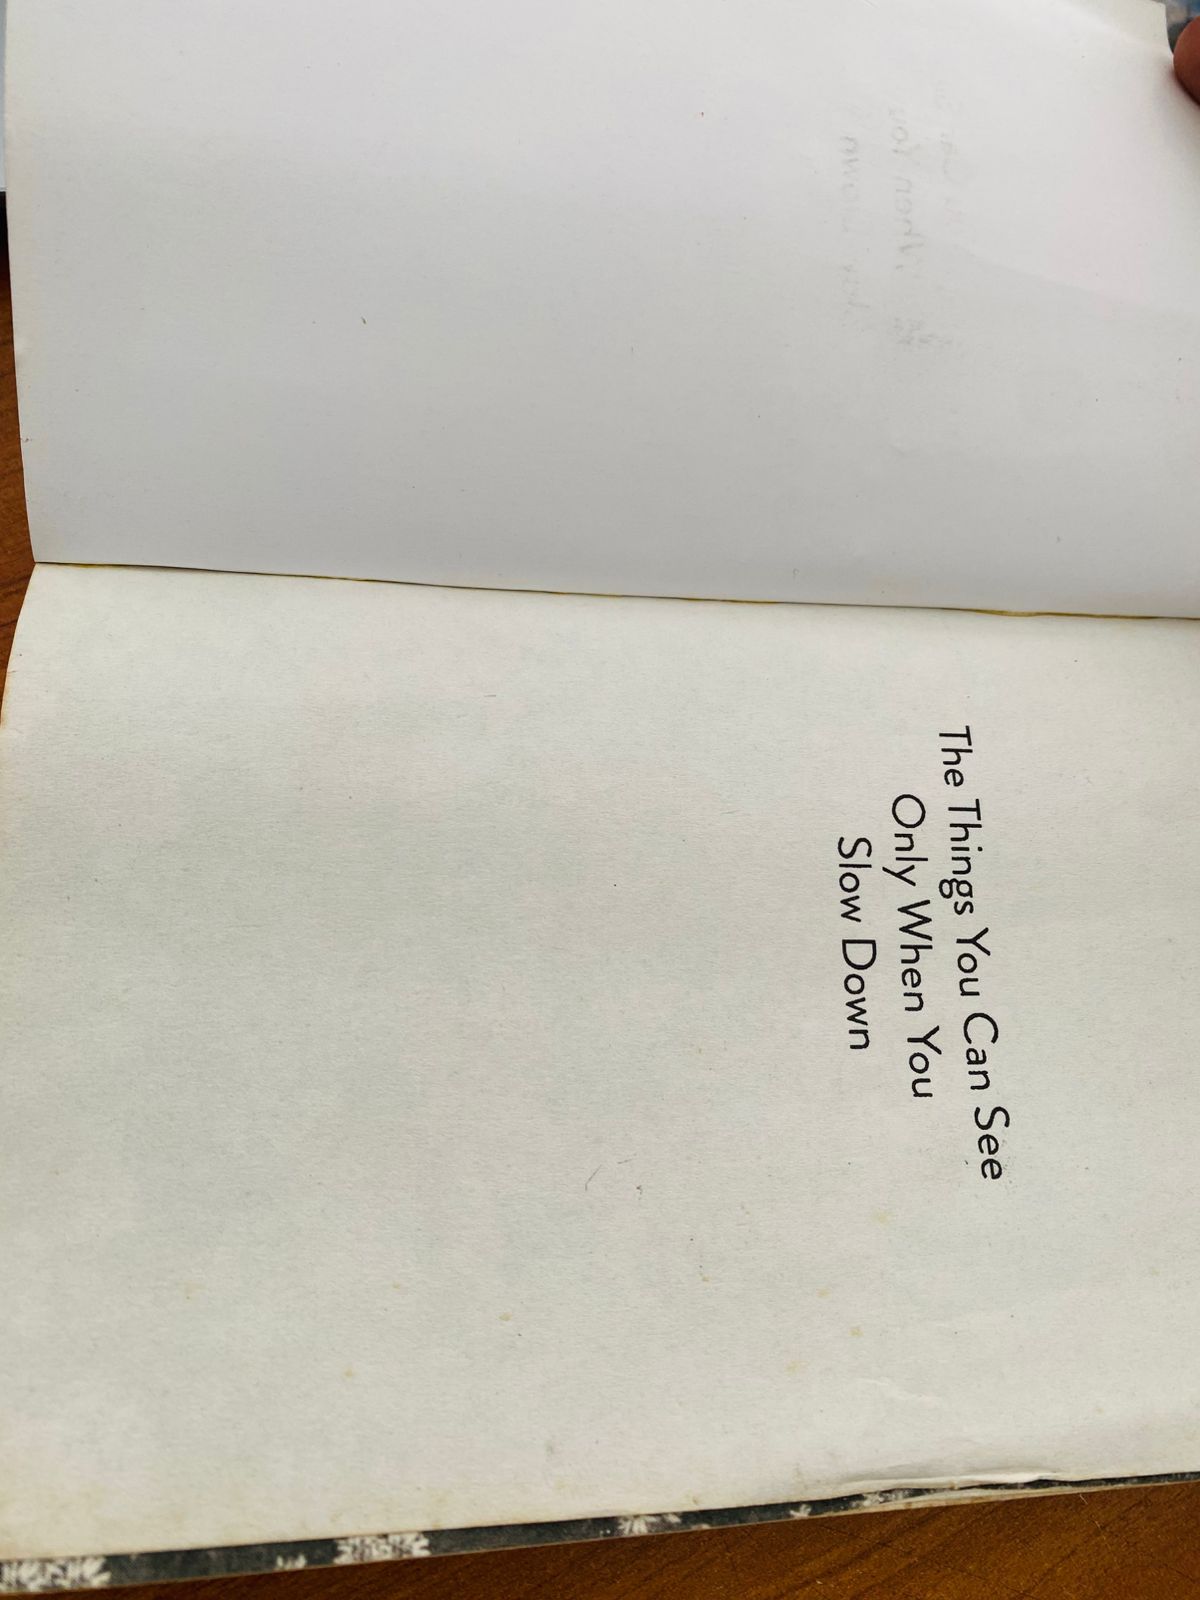 The Things You Can See
Only When You
Slow Down